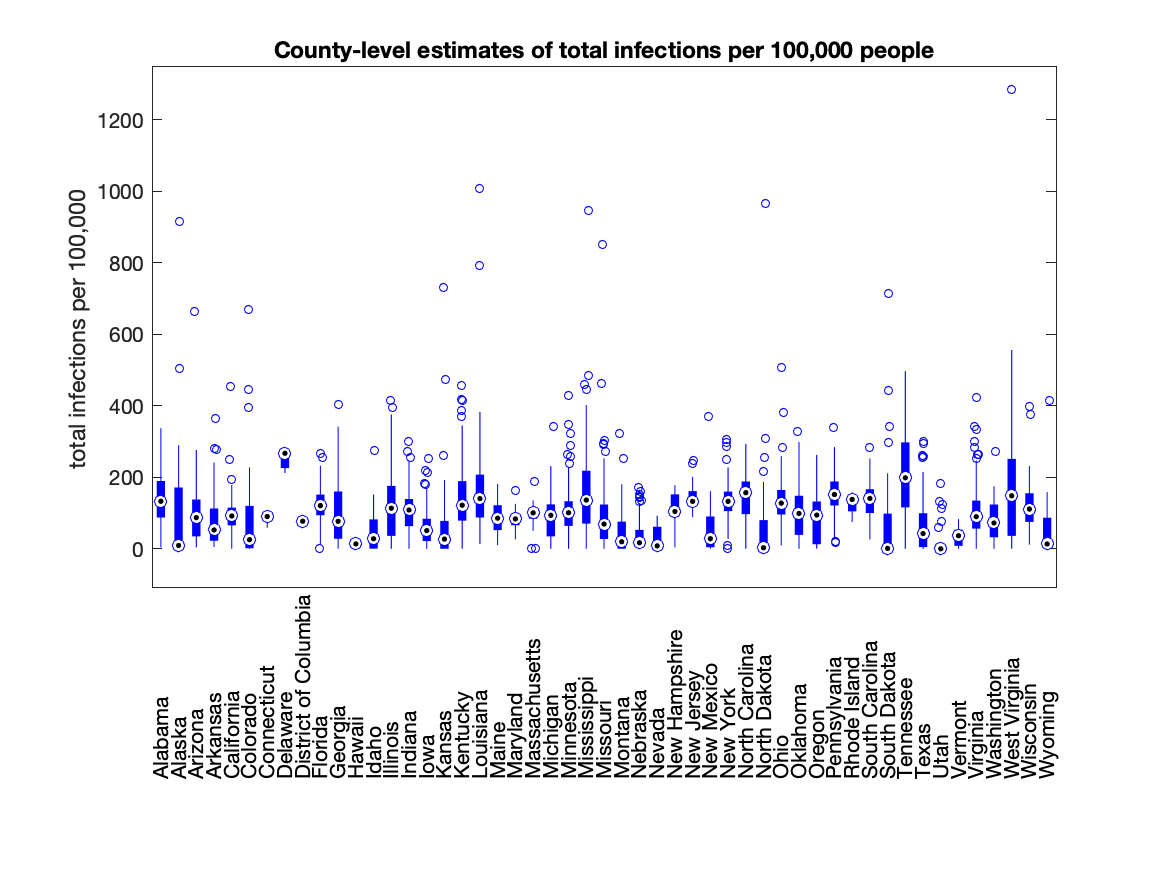 County-level estimates of total infections per 100,000 people
total infections per 100,000
1200
1000
800
600
400
200
0
Alabama
Alaska
Arizona
Arkansas
California
Colorado
Connecticut
Delaware
District of Columbia
Florida
Georgia
Hawaii
Idaho
Illinois
Indiana
Iowa
Kansas
Kentucky
Louisiana
Maine
Maryland
Massachusetts
Michigan
Minnesota
Mississippi
Missouri
Montana
Nebraska
Nevada
New Hampshire
New Jersey
New Mexico
New York
North Carolina
North Dakota
Ohio
Oklahoma
Oregon
Pennsylvania
Rhode Island
South Carolina
South Dakota
Tennessee
Texas
Utah
Vermont
Virginia
Washington
West Virginia
Wisconsin
Wyoming